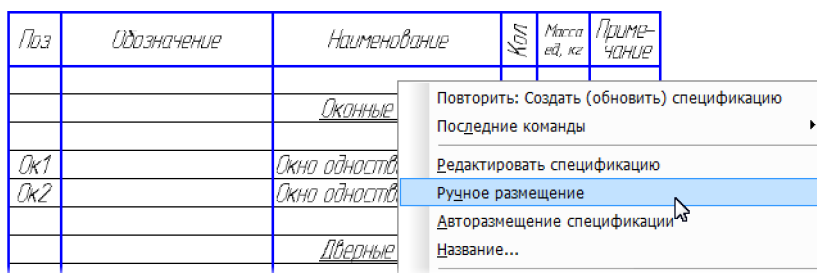 Поз Обозначение Наименование Кол Масса ед, кг Приме-чание
Оконные
Ок1 Окно одноств
Ок2 Окно одноств
Дверные
Повторить: Создать (обновить) спецификацию
Последние команды
Редактировать спецификацию
Ручное размещение
Авторазмещение спецификации
Название...